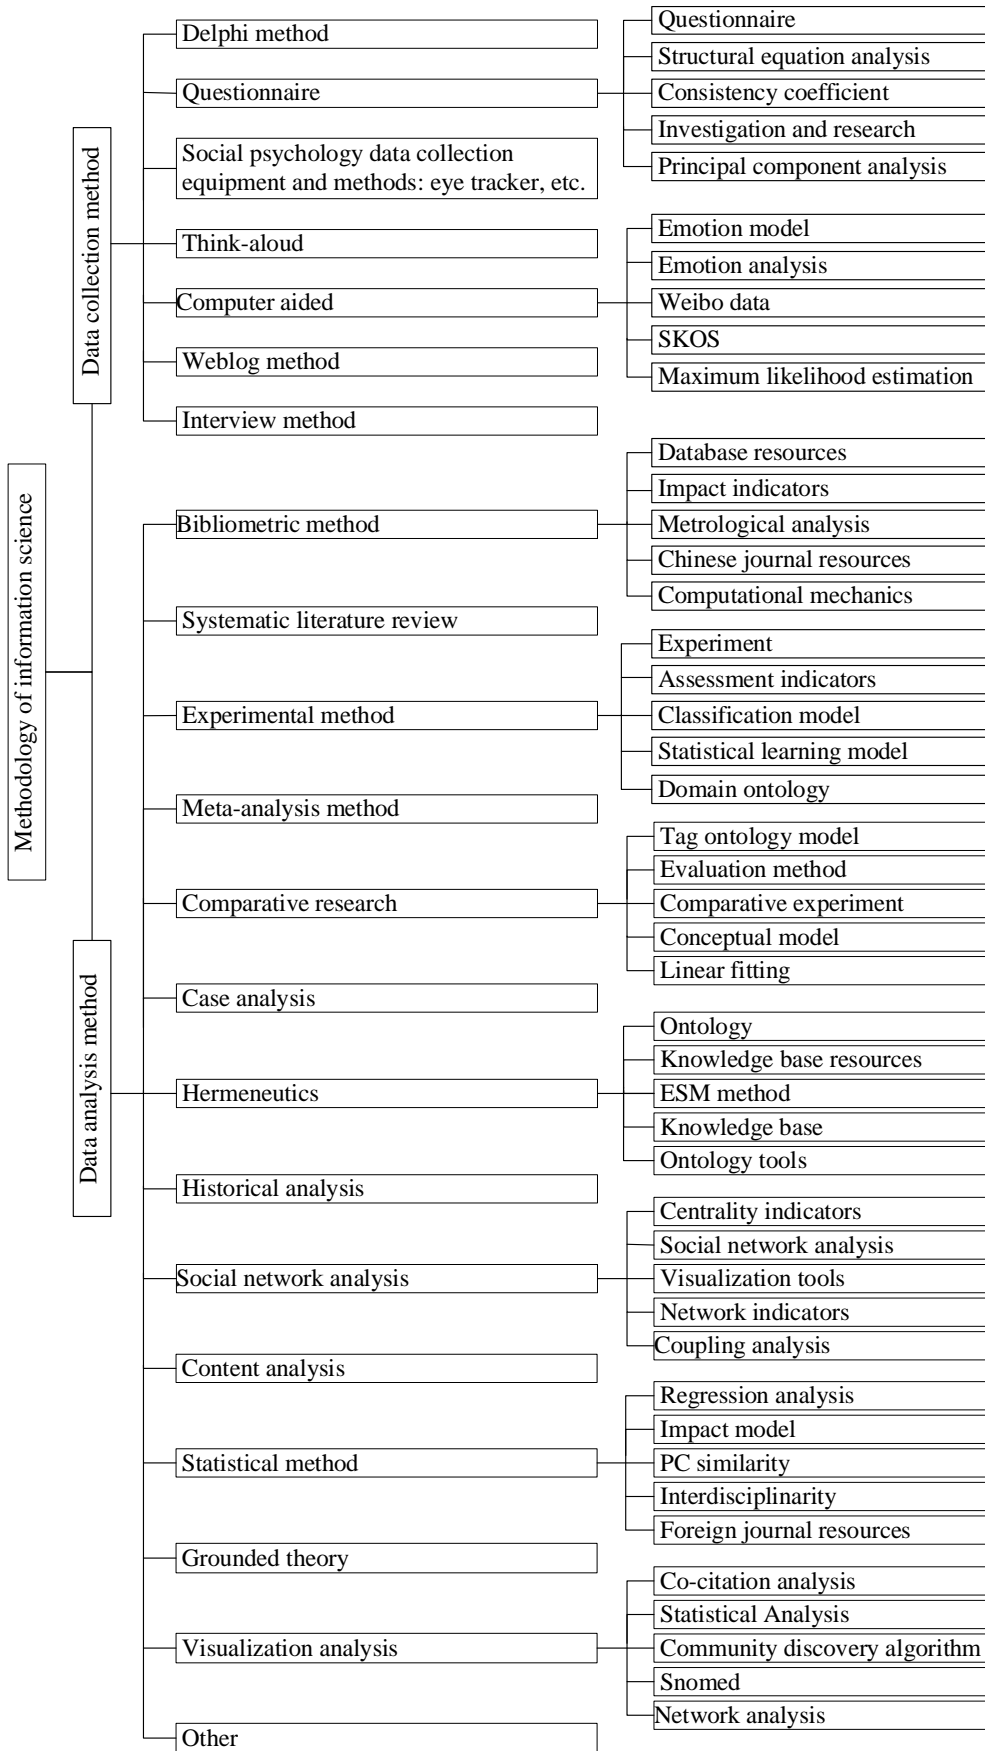 Methodology of information science
Data collection method
Delphi method
Questionnaire
Questionnaire
Structural equation analysis
Consistency coefficient
Investigation and research
Principal component analysis
Social psychology data collection
equipment and methods: eye tracker, etc.
Think-aloud
Computer aided
Emotion model
Emotion analysis
Weibo data
SKOS
Maximum likelihood estimation
Weblog method
Interview method
Data analysis method
Bibliometric method
Database resources
Impact indicators
Metrological analysis
Chinese journal resources
Computational mechanics
Systematic literature review
Experimental method
Experiment
Assessment indicators
Classification model
Statistical learning model
Domain ontology
Meta-analysis method
Comparative research
Tag ontology model
Evaluation method
Comparative experiment
Conceptual model
Linear fitting
Case analysis
Hermeneutics
Ontology
Knowledge base resources
ESM method
Knowledge base
Ontology tools
Historical analysis
Social network analysis
Centrality indicators
Social network analysis
Visualization tools
Network indicators
Coupling analysis
Content analysis
Statistical method
Regression analysis
Impact model
PC similarity
Interdisciplinarity
Foreign journal resources
Grounded theory
Visualization analysis
Co-citation analysis
Statistical Analysis
Community discovery algorithm
Snomed
Network analysis
Other